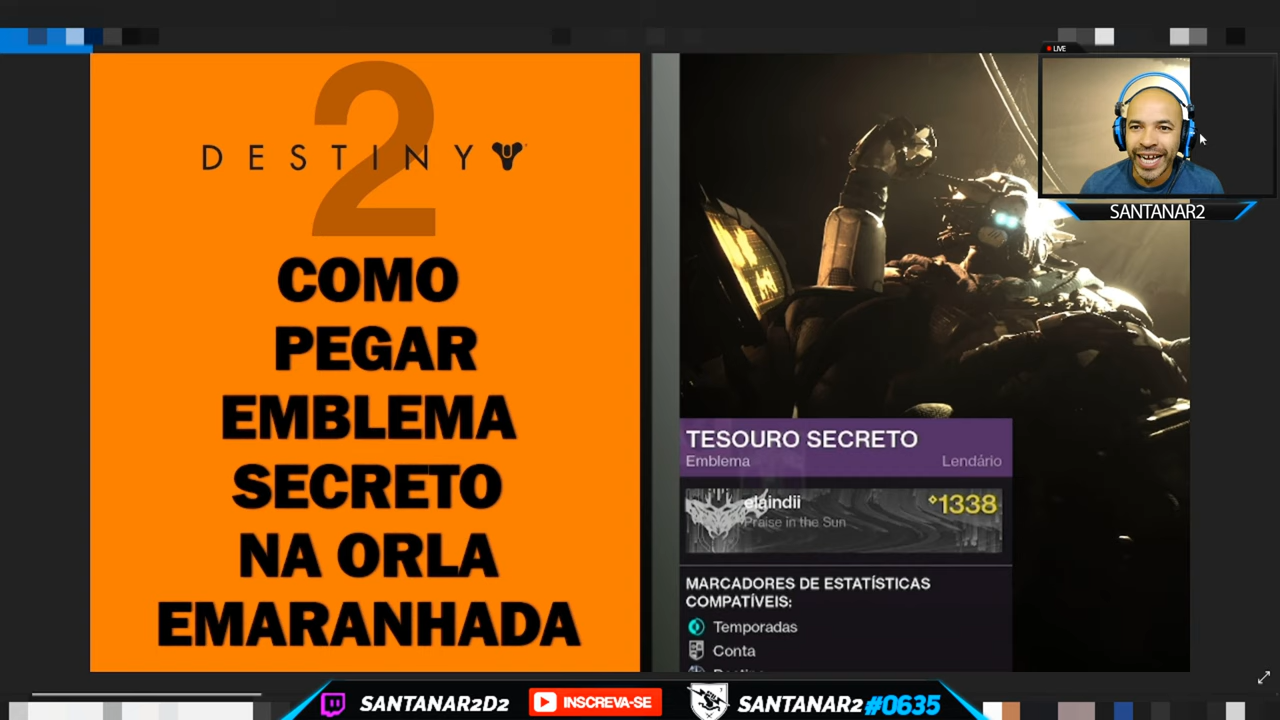 LIVE
SANTANAR2
2
DESTINY
COMO
PEGAR
EMBLEMA
SECRETO
NA ORLA
EMARANHADA
TESOURO SECRETO
Emblema Lendário
elaindii 1338
Praise in the Sun
MARCADORES DE ESTATÍSTICAS
COMPATÍVEIS:
Temporadas
Conta
SANTANAR2D2 INSCREVA-SE SANTANAR2 #0635